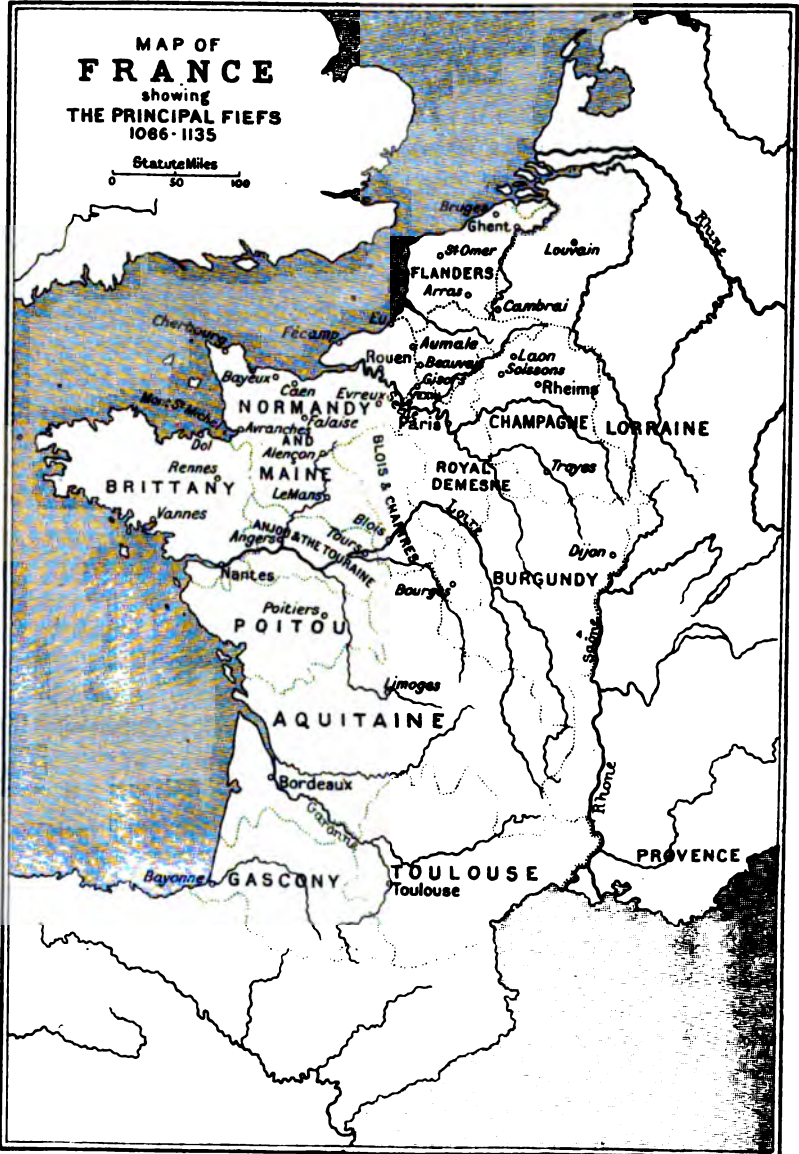 MAP OF
FRANCE
showing
THE PRINCIPAL FIEFS
1066-1135
Statute Miles
0 50 100
Bruges
Ghent
St Omer
Louvain
Rhine
FLANDERS
Arras
Cambrai
Cherbourg
Fécamp
Eu
Aumale
Rouen
Beauvais
Laon
Soissons
Gisors
Rheims
Bayeux
Caen
Evreux
NORMANDY
Falaise
Paris
Mont St Michel
Avranches
CHAMPAGNE
LORRAINE
Dol
AND
Alençon
Rennes
MAINE
ROYAL
DEMESNE
Troyes
BRITTANY
Le Mans
BLOIS & CHARTRES
Vannes
Loire
Blois
ANJOU & THE TOURAINE
Angers
Tours
Dijon
Nantes
BURGUNDY
Bourges
Poitiers
POITOU
Saône
Limoges
AQUITAINE
Bordeaux
Rhone
Garonne
PROVENCE
Bayonne
GASCONY
TOULOUSE
Toulouse